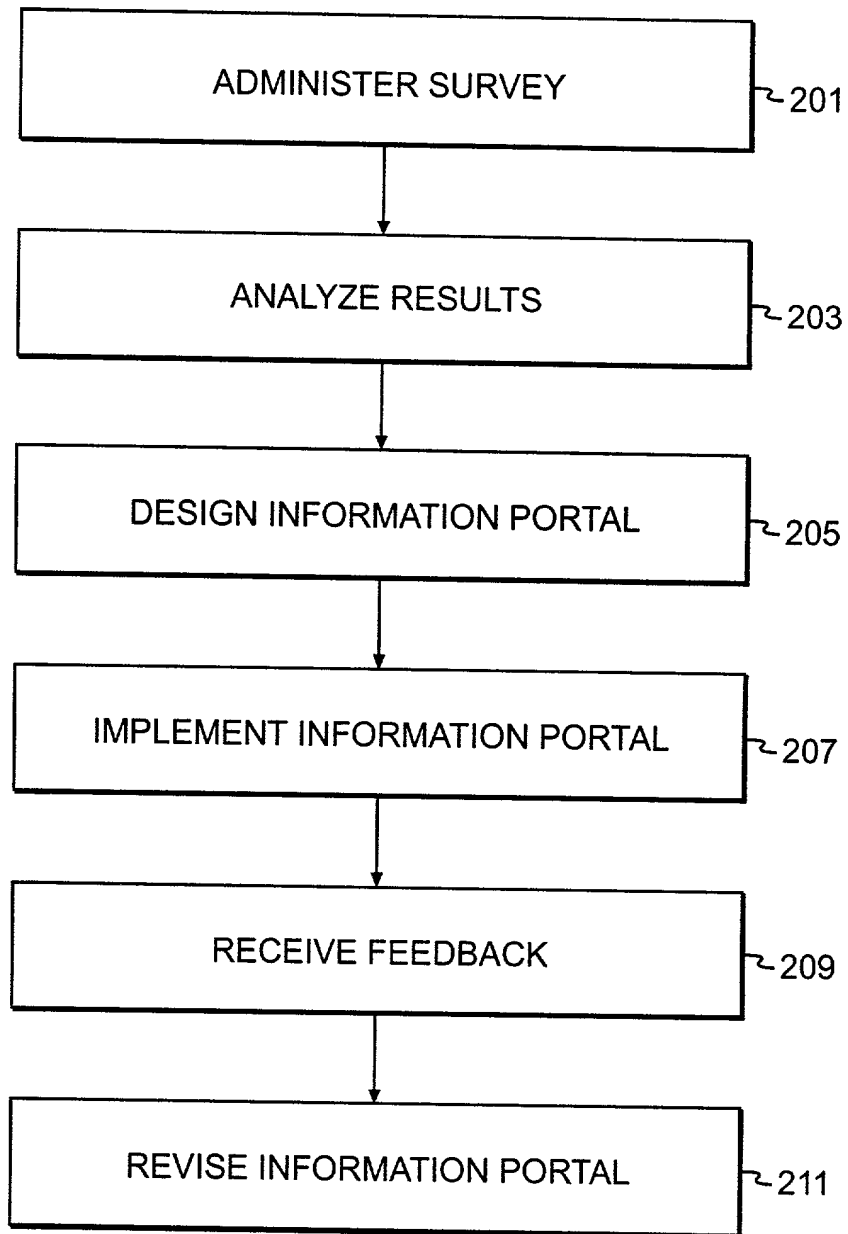 ADMINISTER SURVEY
201
ANALYZE RESULTS
203
DESIGN INFORMATION PORTAL
205
IMPLEMENT INFORMATION PORTAL
207
RECEIVE FEEDBACK
209
REVISE INFORMATION PORTAL
211